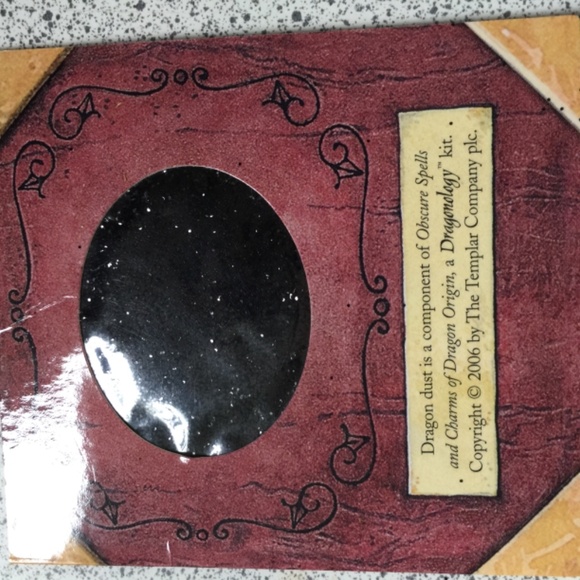 Dragon dust is a component of Obscure Spells
and Charms of Dragon Origin, a Dragonology™ kit.
• Copyright © 2006 by The Templar Company plc. •